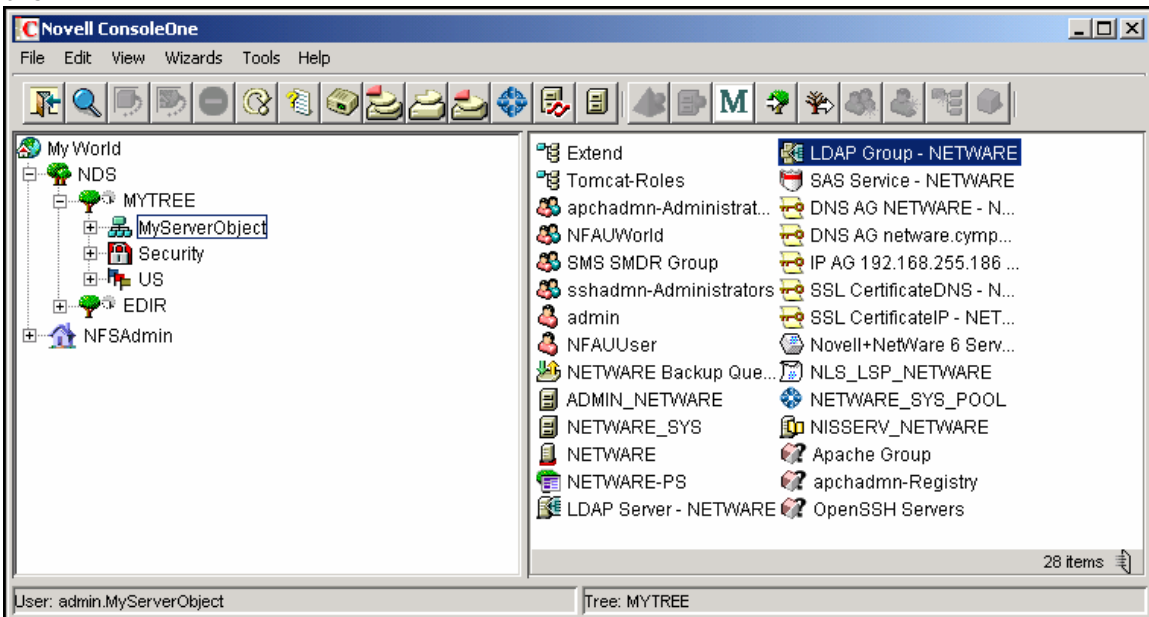 Novell ConsoleOne
File Edit View Wizards Tools Help
M
My World
NDS
MYTREE
MyServerObject
Security
US
EDIR
NFSAdmin
Extend
Tomcat-Roles
apchadmn-Administrat...
NFAUWorld
SMS SMDR Group
sshadmn-Administrators
admin
NFAUUser
NETWARE Backup Que...
ADMIN_NETWARE
NETWARE_SYS
NETWARE
NETWARE-PS
LDAP Server - NETWARE
LDAP Group - NETWARE
SAS Service - NETWARE
DNS AG NETWARE - N...
DNS AG netware.cymp...
IP AG 192.168.255.186 ...
SSL CertificateDNS - N...
SSL CertificateIP - NET...
Novell+NetWare 6 Serv...
NLS_LSP_NETWARE
NETWARE_SYS_POOL
NISSERV_NETWARE
Apache Group
apchadmn-Registry
OpenSSH Servers
28 items
User: admin.MyServerObject
Tree: MYTREE